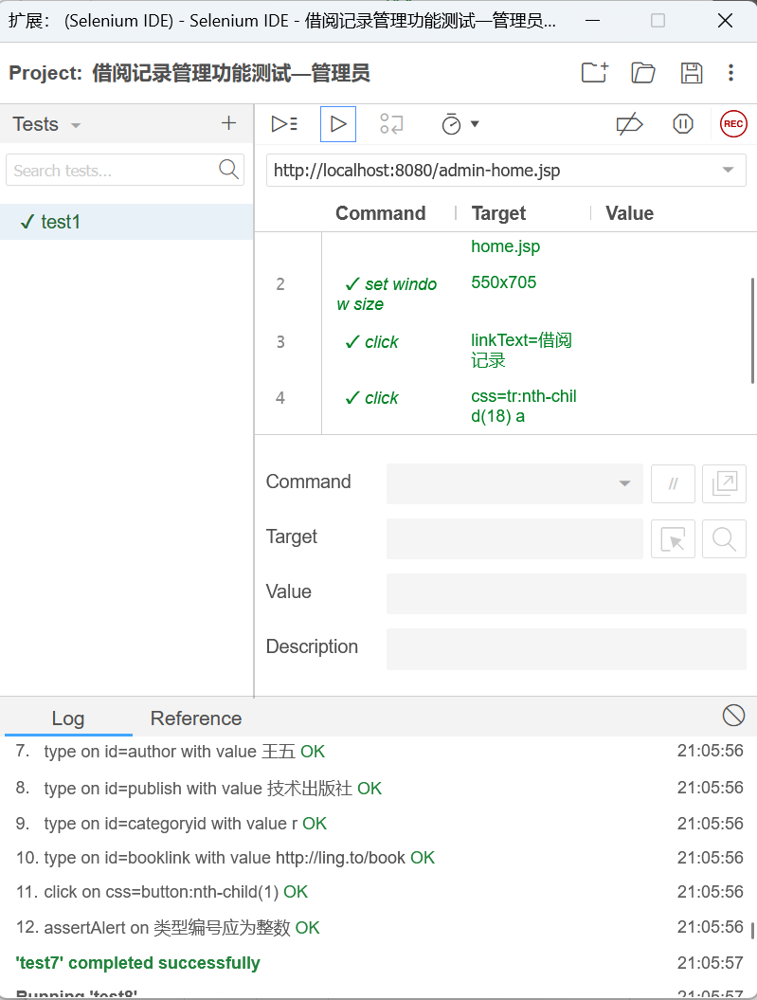 扩展： (Selenium IDE) - Selenium IDE - 借阅记录管理功能测试—管理员...
Project: 借阅记录管理功能测试—管理员
Tests
Search tests...
✓ test1
REC
http://localhost:8080/admin-home.jsp
Command Target Value
home.jsp
2 ✓ set windo 550x705
w size
3 ✓ click linkText=借阅
记录
4 ✓ click css=tr:nth-chil
d(18) a
Command
//
Target
Value
Description
Log Reference
7. type on id=author with value 王五 OK 21:05:56
8. type on id=publish with value 技术出版社 OK 21:05:56
9. type on id=categoryid with value r OK 21:05:56
10. type on id=booklink with value http://ling.to/book OK 21:05:56
11. click on css=button:nth-child(1) OK 21:05:56
12. assertAlert on 类型编号应为整数 OK 21:05:56
'test7' completed successfully 21:05:57
Running 'test8' 21:05:57